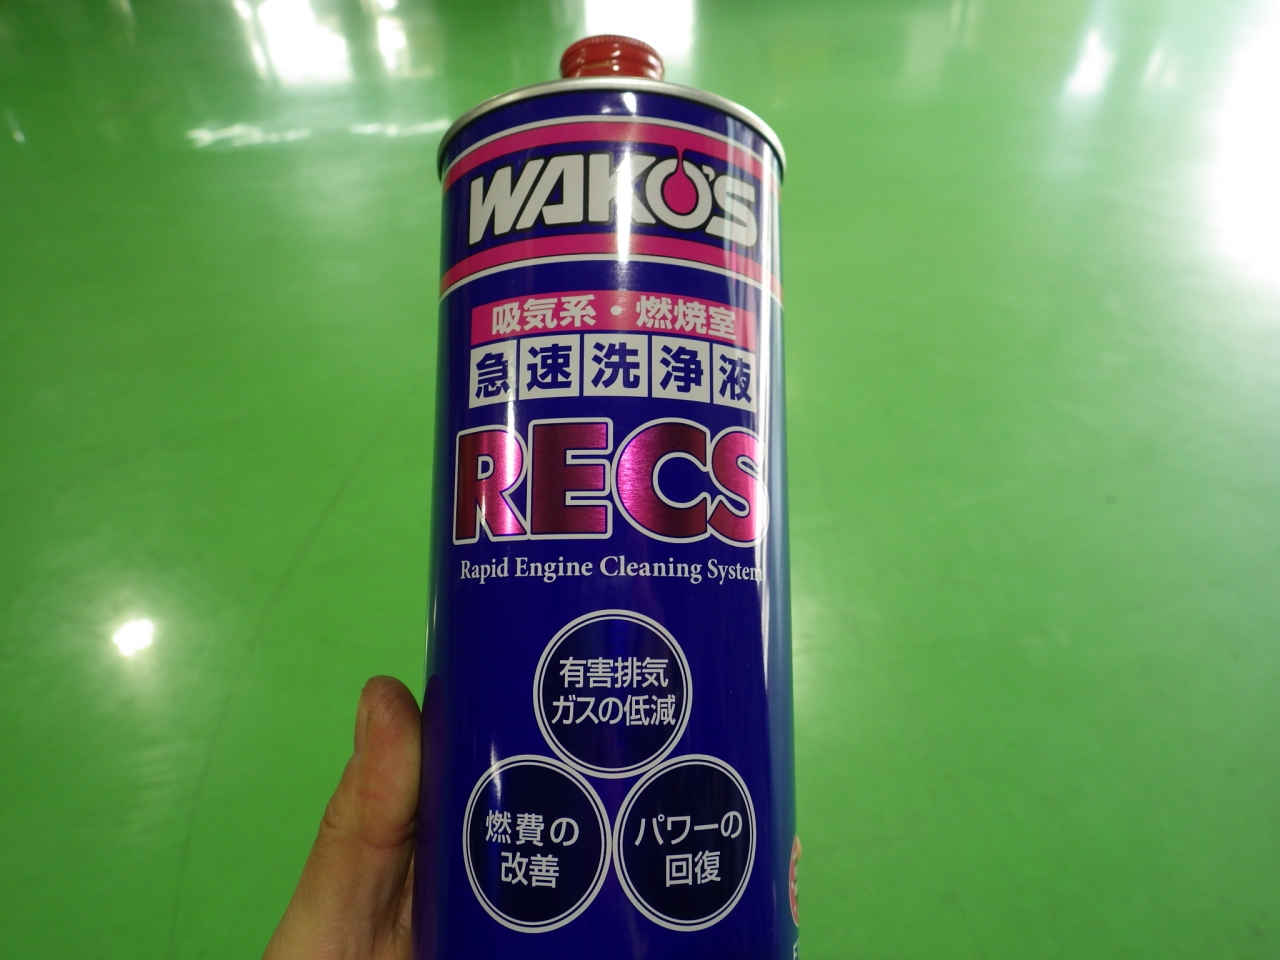 WAKO'S
吸気系・燃焼室
急速洗浄液
RECS
Rapid Engine Cleaning System
有害排気
ガスの低減
燃費の
改善
パワーの
回復